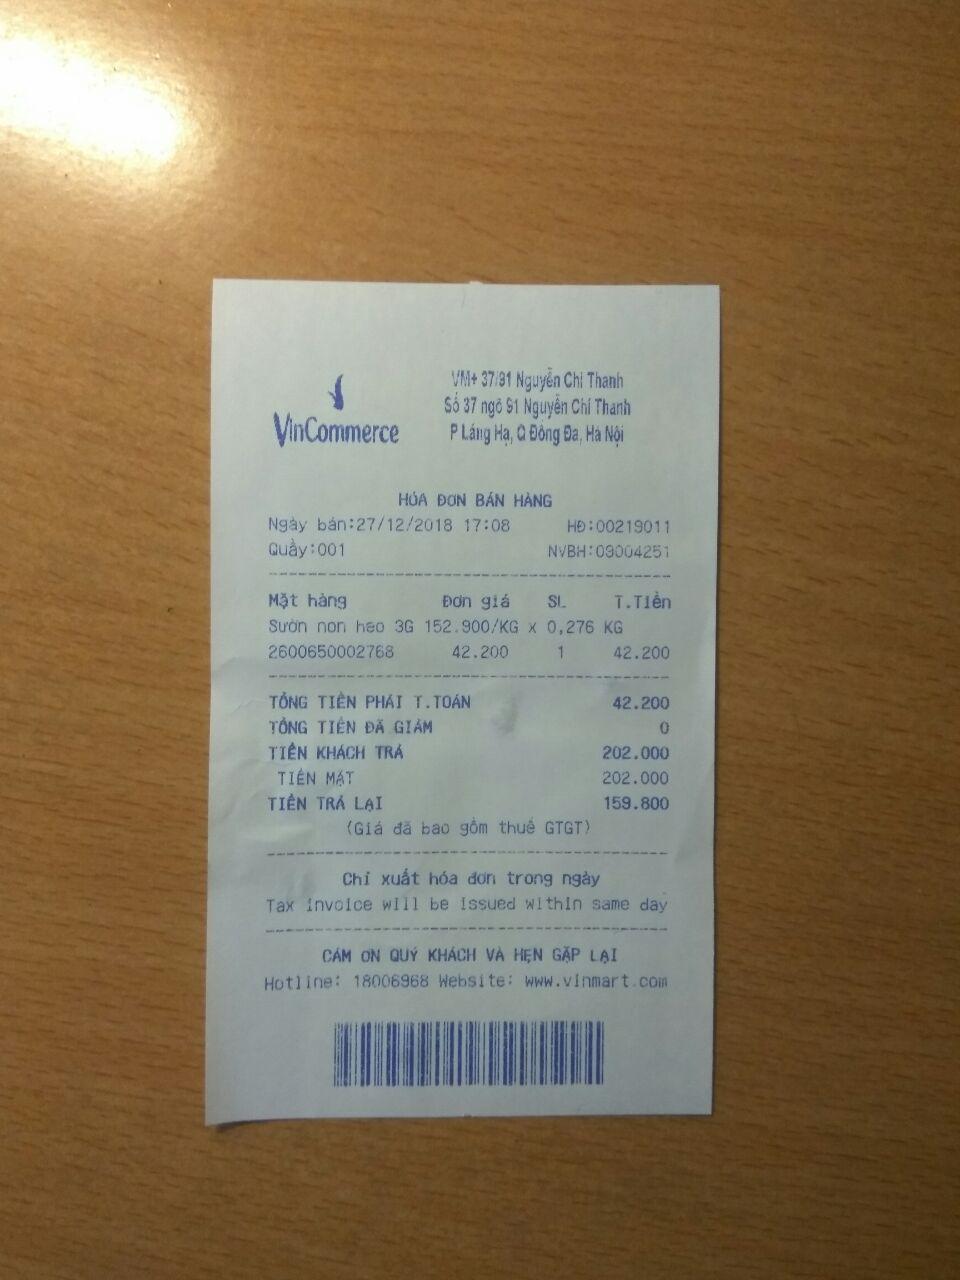 VinCommerce
VM+ 37/91 Nguyễn Chí Thanh
Số 37 ngõ 91 Nguyễn Chí Thanh
P Láng Hạ, Q Đống Đa, Hà Nội
HÓA ĐƠN BÁN HÀNG
Ngày bán:27/12/2018 17:08 HĐ:00219011
Quầy:001 NVBH:09004251
Mặt hàng Đơn giá SL T.Tiền
Sườn non heo 3G 152.900/KG x 0,276 KG
2600650002768 42.200 1 42.200
TỔNG TIỀN PHẢI T.TOÁN 42.200
TỔNG TIỀN ĐÃ GIẢM 0
TIỀN KHÁCH TRẢ 202.000
TIỀN MẶT 202.000
TIỀN TRẢ LẠI 159.800
(Giá đã bao gồm thuế GTGT)
Chỉ xuất hóa đơn trong ngày
Tax invoice will be issued within same day
CẢM ƠN QUÝ KHÁCH VÀ HẸN GẶP LẠI
Hotline: 18006968 Website: www.vinmart.com